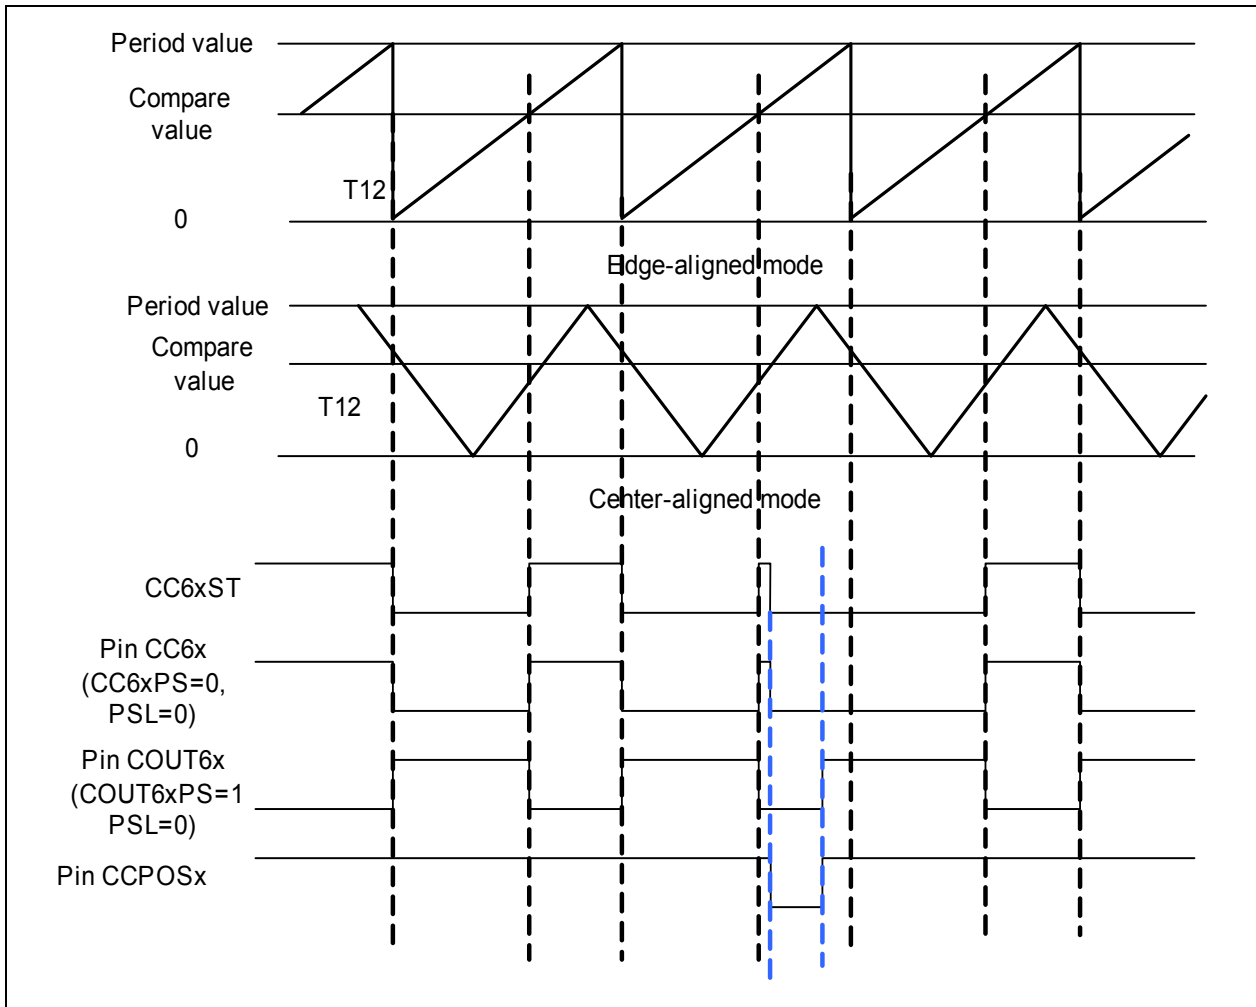 Period value
Compare
value
T12
0
Edge-aligned mode
Period value
Compare
value
T12
0
Center-aligned mode
CC6xST
Pin CC6x
(CC6xPS=0,
PSL=0)
Pin COUT6x
(COUT6xPS=1
PSL=0)
Pin CCPOSx